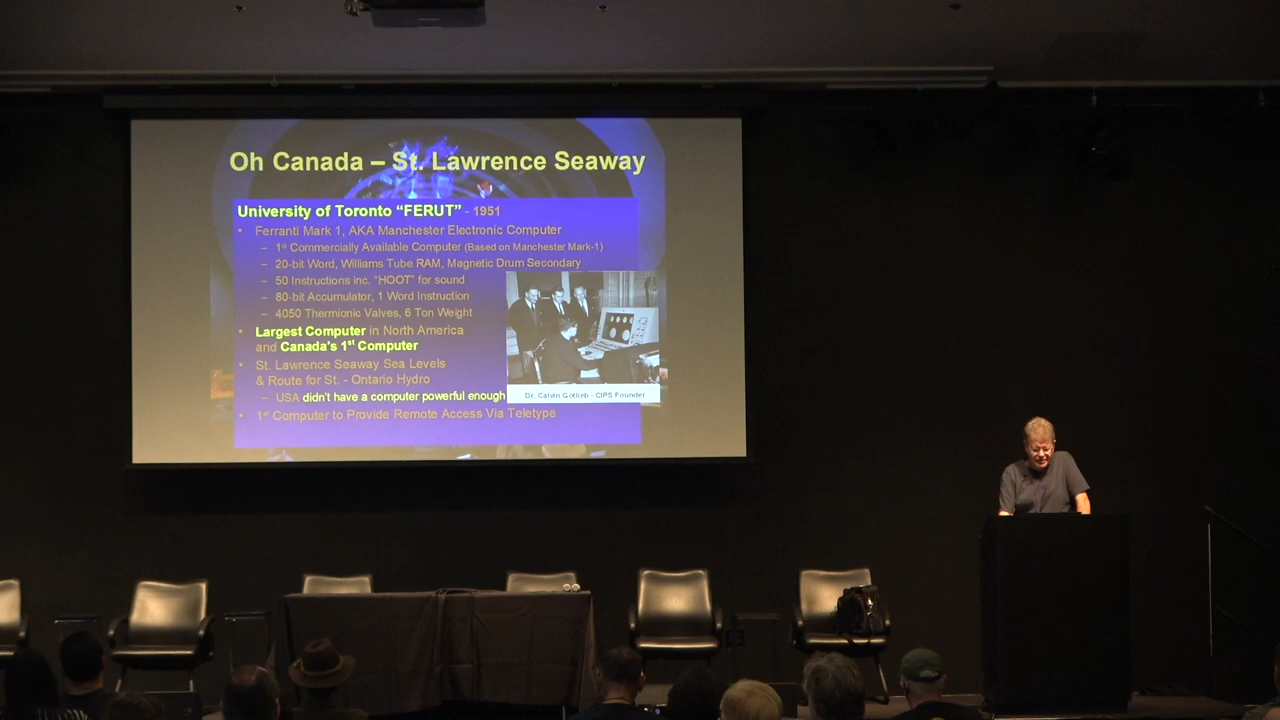 Oh Canada – St. Lawrence Seaway
University of Toronto “FERUT” - 1951
• Ferranti Mark 1, AKA Manchester Electronic Computer
– 1st Commercially Available Computer (Based on Manchester Mark-1)
– 20-bit Word, Williams Tube RAM, Magnetic Drum Secondary
– 50 Instructions inc. “HOOT” for sound
– 80-bit Accumulator, 1 Word Instruction
– 4050 Thermionic Valves, 6 Ton Weight
• Largest Computer in North America
and Canada's 1st Computer
• St. Lawrence Seaway Sea Levels
& Route for St. - Ontario Hydro
– USA didn't have a computer powerful enough
Dr. Calvin Gotlieb - CIPS Founder
• 1st Computer to Provide Remote Access Via Teletype